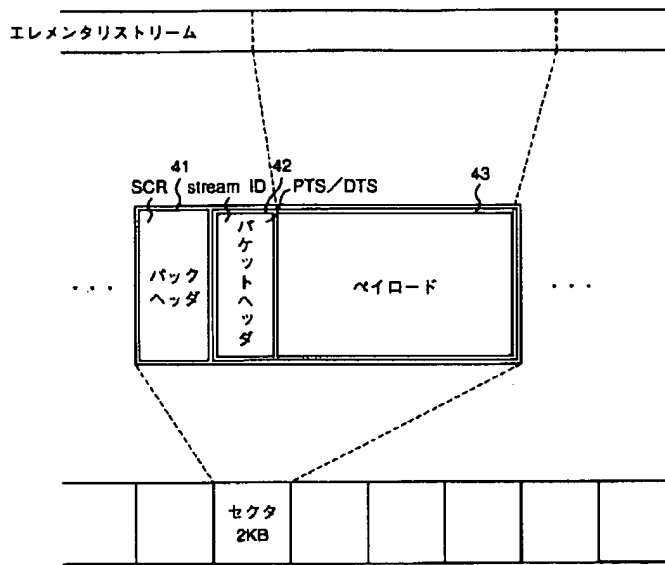 エレメンタリストリーム
41 42 43
SCR stream ID PTS/DTS
パック
ヘッダ
パケットヘッダ
ペイロード
... ...
セクタ
2KB